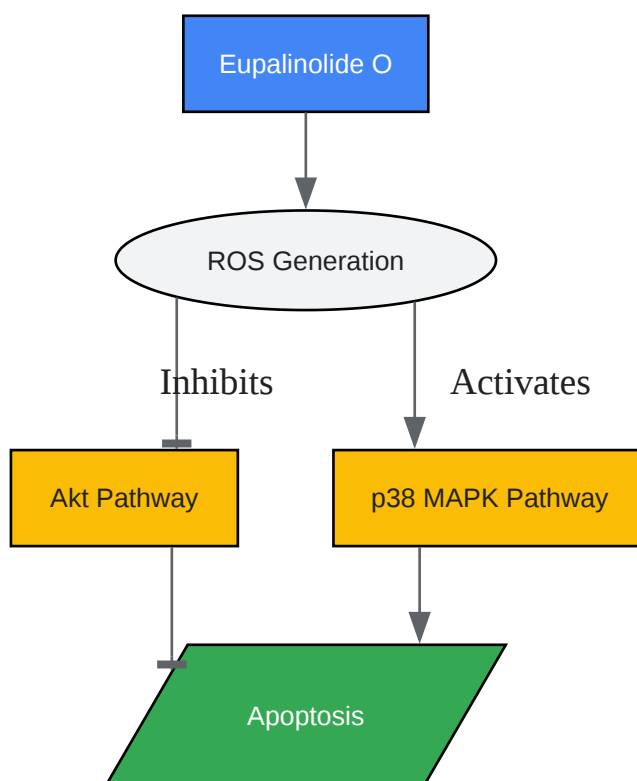 Eupalinolide O
ROS Generation
Inhibits
Activates
Akt Pathway
p38 MAPK Pathway
Apoptosis